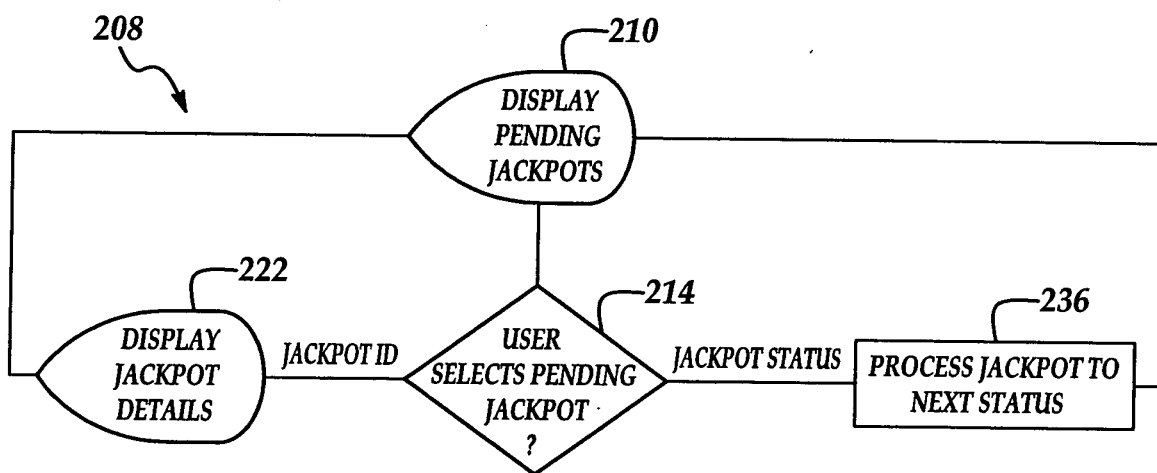 208
210
DISPLAY
PENDING
JACKPOTS
222
214
236
DISPLAY
JACKPOT
DETAILS
JACKPOT ID
USER
SELECTS PENDING
JACKPOT
?
JACKPOT STATUS
PROCESS JACKPOT TO
NEXT STATUS